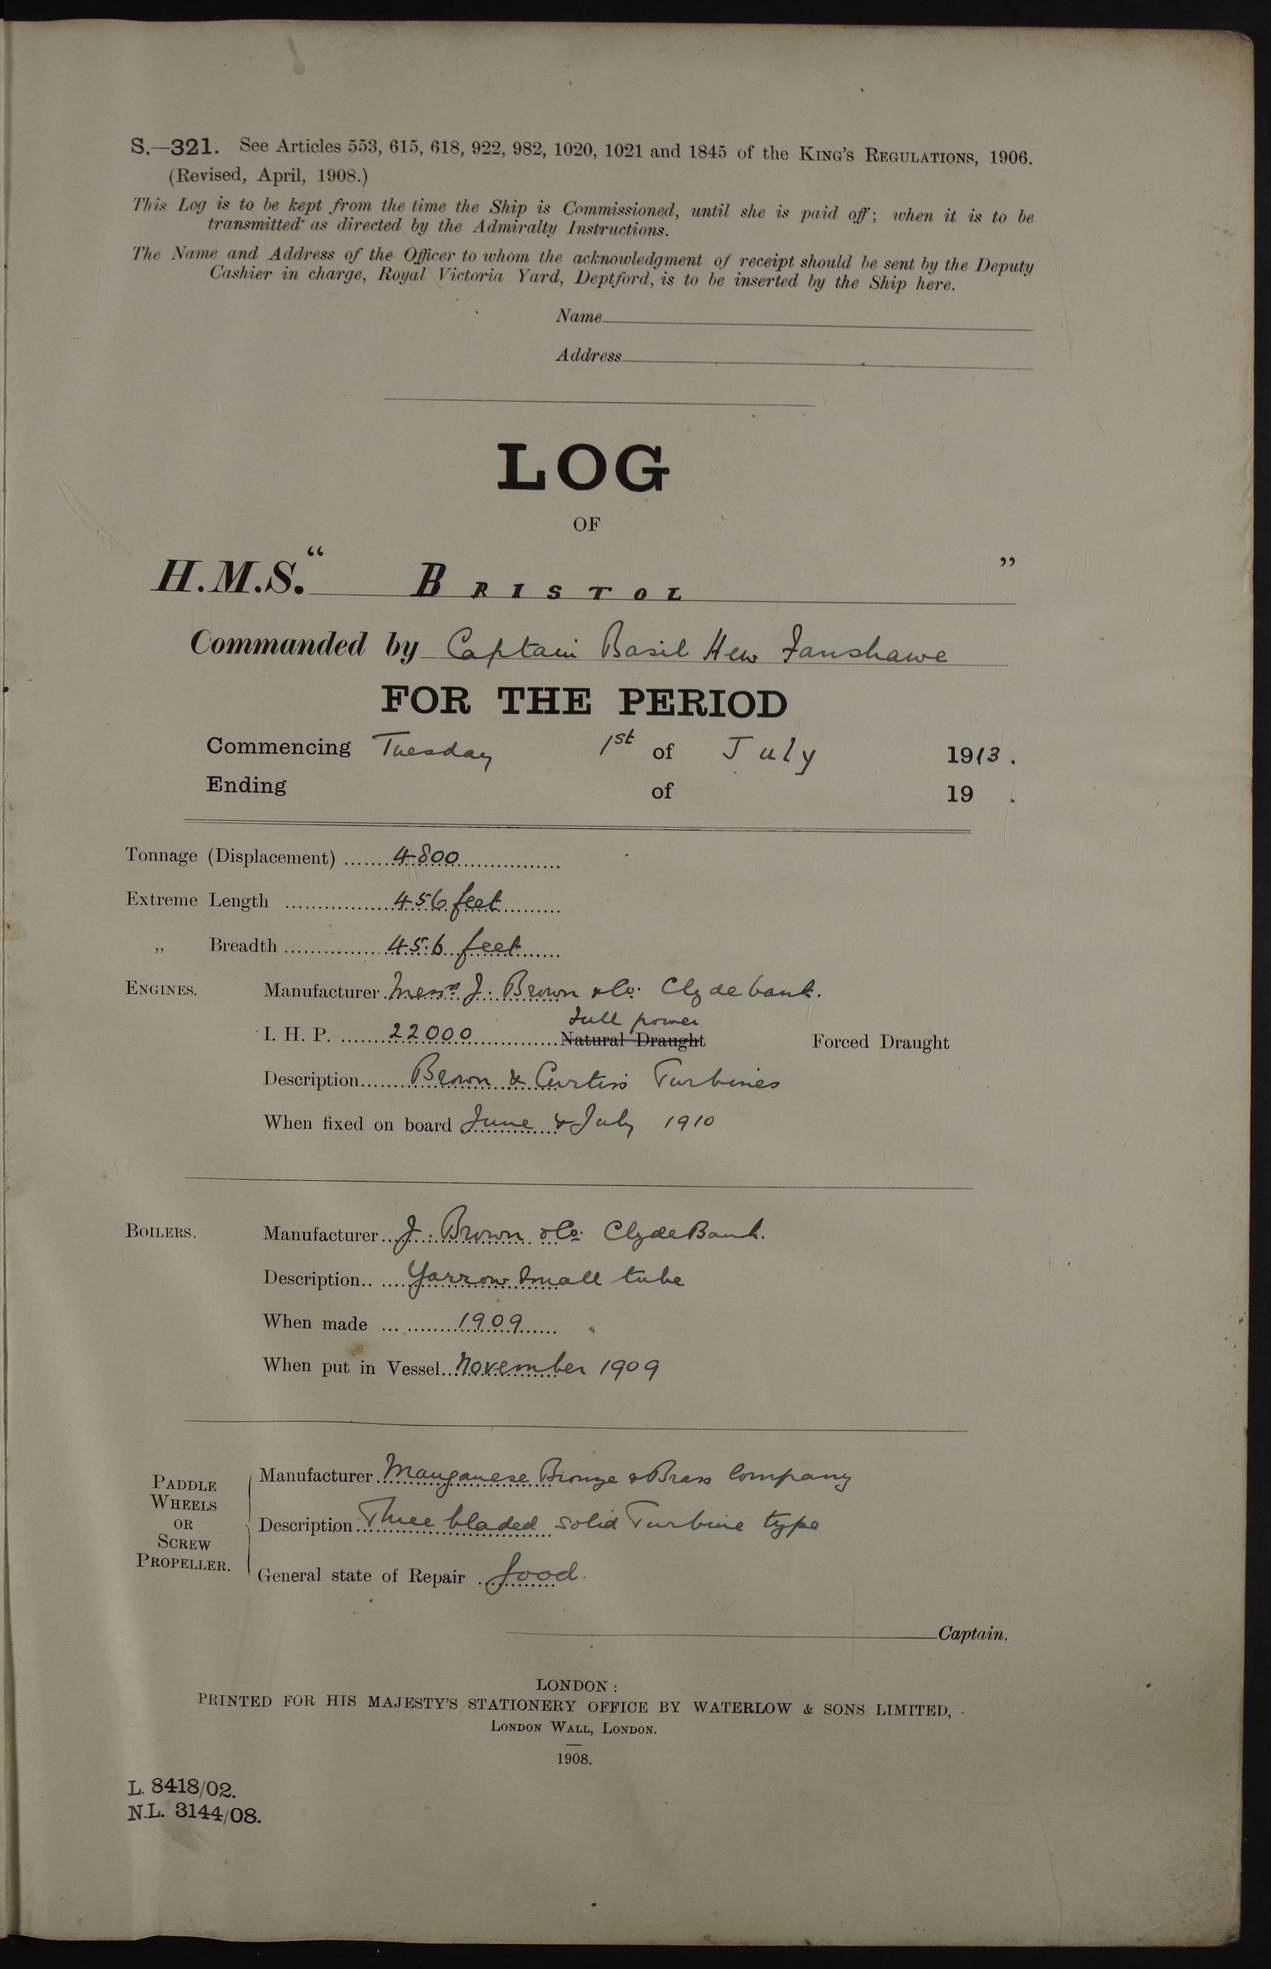 S.—321. See Articles 553, 615, 618, 922, 982, 1020, 1021 and 1845 of the KING'S REGULATIONS, 1906.
(Revised, April, 1908.)
This Log is to be kept from the time the Ship is Commissioned, until she is paid off; when it is to be
transmitted as directed by the Admiralty Instructions.
The Name and Address of the Officer to whom the acknowledgment of receipt should be sent by the Deputy
Cashier in charge, Royal Victoria Yard, Deptford, is to be inserted by the Ship here.
Name
Address
LOG
OF
H.M.S. "BRISTOL"
Commanded by Captain Basil Hew Fanshawe
FOR THE PERIOD
Commencing Tuesday 1st of July 1913.
Ending of 19 .
Tonnage (Displacement) 4800
Extreme Length 456 feet
„ Breadth 45.6 feet
ENGINES. Manufacturer Messrs J. Brown & Co. Clydebank.
full power
I. H. P. 22000 Natural Draught Forced Draught
Description Brown & Curtis Turbines
When fixed on board June & July 1910
BOILERS. Manufacturer J. Brown & Co. ClydeBank.
Description Yarrow Small tube
When made 1909
When put in Vessel November 1909
PADDLE WHEELS OR SCREW PROPELLER.
Manufacturer Manganese Bronze & Brass Company
Description Three bladed solid Turbine type
General state of Repair Good.
Captain.
LONDON:
PRINTED FOR HIS MAJESTY'S STATIONERY OFFICE BY WATERLOW & SONS LIMITED,
LONDON WALL, LONDON.
1908.
L. 8418/02.
N.L. 3144/08.